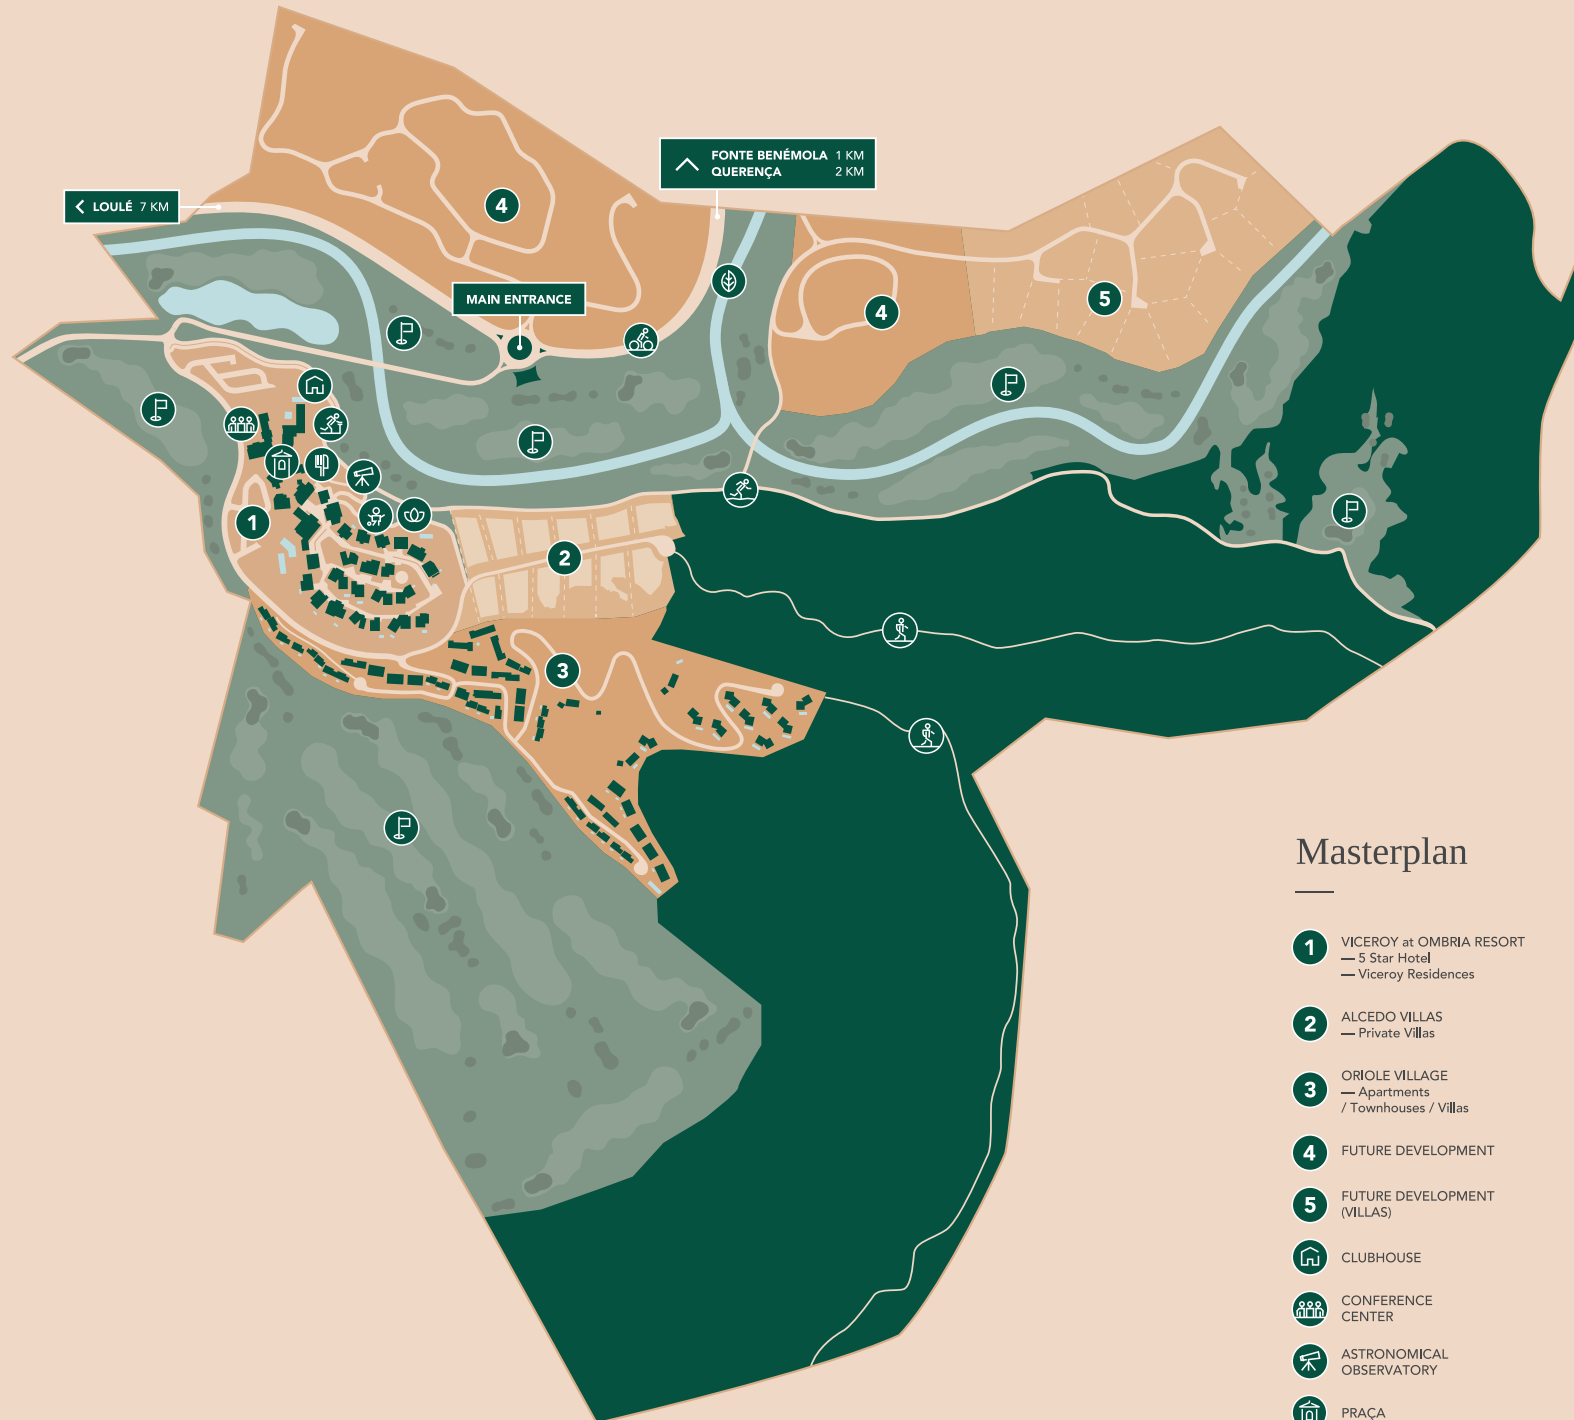 FONTE BENÉMOLA 1 KM
QUERENÇA 2 KM
LOULÉ 7 KM
4
MAIN ENTRANCE
4
5
1
2
3
Masterplan
1 VICEROY at OMBRIA RESORT
— 5 Star Hotel
— Viceroy Residences
2 ALCEDO VILLAS
— Private Villas
3 ORIOLE VILLAGE
— Apartments
/ Townhouses / Villas
4 FUTURE DEVELOPMENT
5 FUTURE DEVELOPMENT
(VILLAS)
CLUBHOUSE
CONFERENCE
CENTER
ASTRONOMICAL
OBSERVATORY
PRAÇA